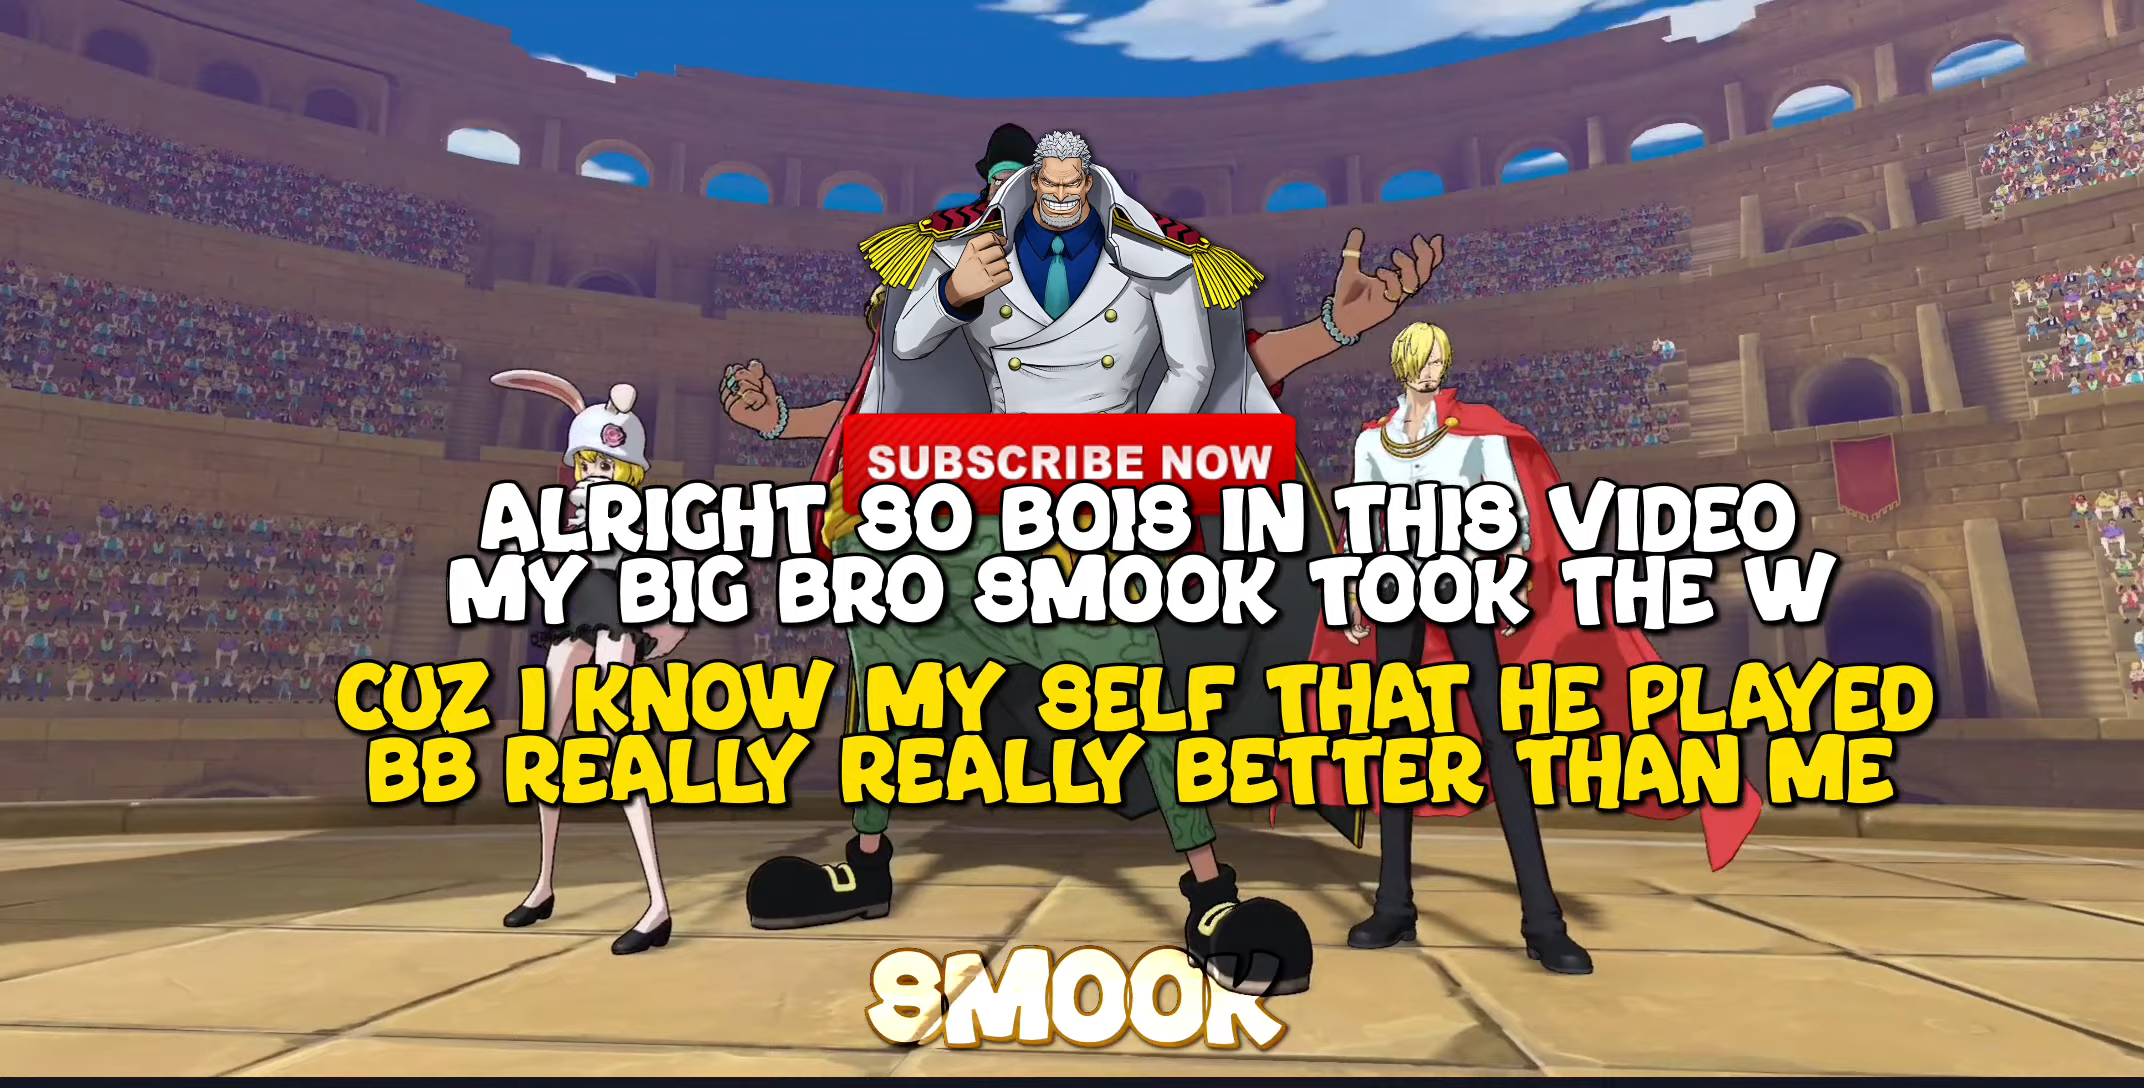 SUBSCRIBE NOW
ALRIGHT SO BOIS IN THIS VIDEO
MY BIG BRO SMOOK TOOK THE W
CUZ I KNOW MY SELF THAT HE PLAYED
BB REALLY REALLY BETTER THAN ME
SMOOK